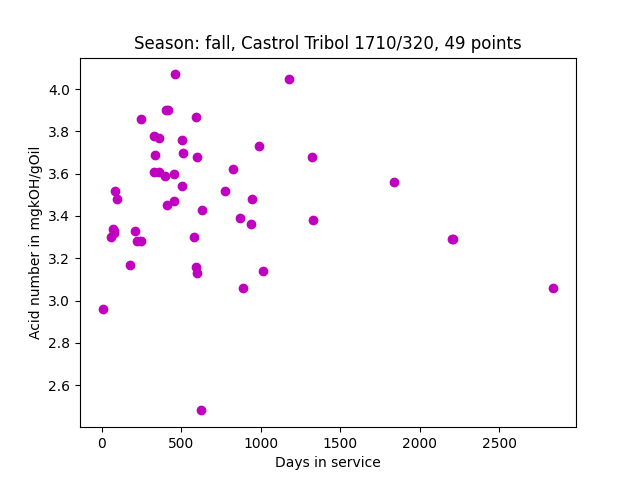 Season: fall, Castrol Tribol 1710/320, 49 points
4.0
3.8
3.6
3.4
3.2
3.0
2.8
2.6
Acid number in mgkOH/gOil
0 500 1000 1500 2000 2500
Days in service